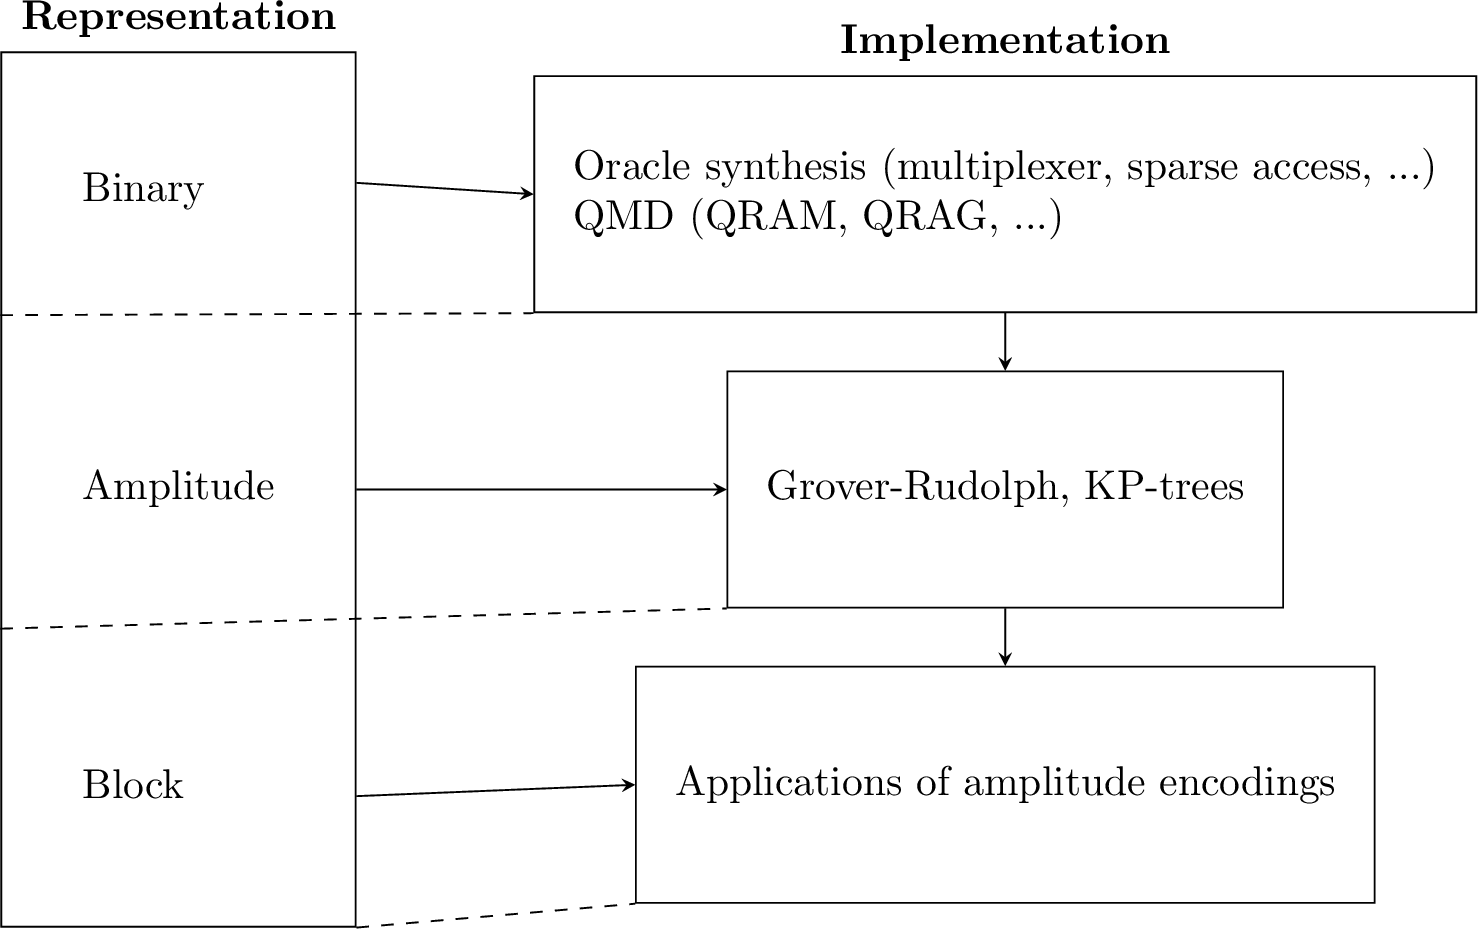 Representation
Implementation
Binary
Oracle synthesis (multiplexer, sparse access, ...)
QMD (QRAM, QRAG, ...)
Amplitude
Grover-Rudolph, KP-trees
Block
Applications of amplitude encodings